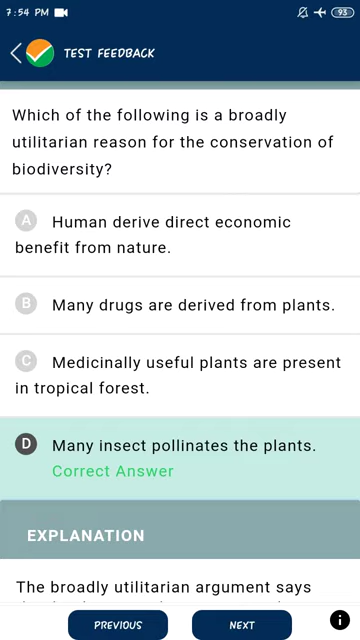 7:54 PM 93
TEST FEEDBACK
Which of the following is a broadly
utilitarian reason for the conservation of
biodiversity?
A Human derive direct economic
benefit from nature.
B Many drugs are derived from plants.
C Medicinally useful plants are present
in tropical forest.
D Many insect pollinates the plants.
Correct Answer
EXPLANATION
The broadly utilitarian argument says
PREVIOUS NEXT